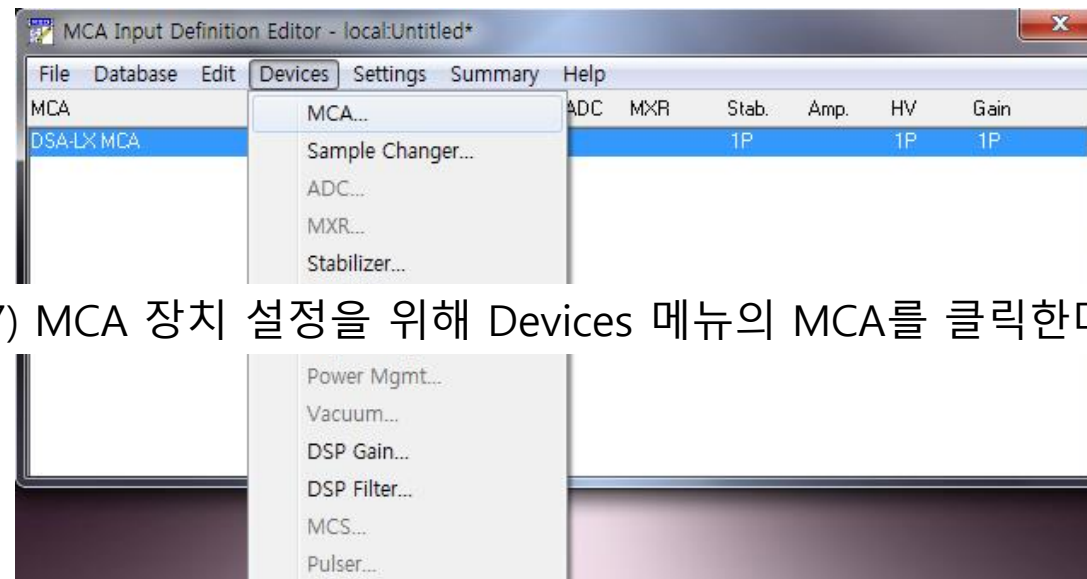 MCA Input Definition Editor - local:Untitled*
File Database Edit Devices Settings Summary Help
MCA ADC MXR Stab. Amp. HV Gain
DSA-LX MCA 1P 1P 1P
MCA...
Sample Changer...
ADC...
MXR...
Stabilizer...
) MCA 장치 설정을 위해 Devices 메뉴의 MCA를 클릭한다
Power Mgmt...
Vacuum...
DSP Gain...
DSP Filter...
MCS...
Pulser...